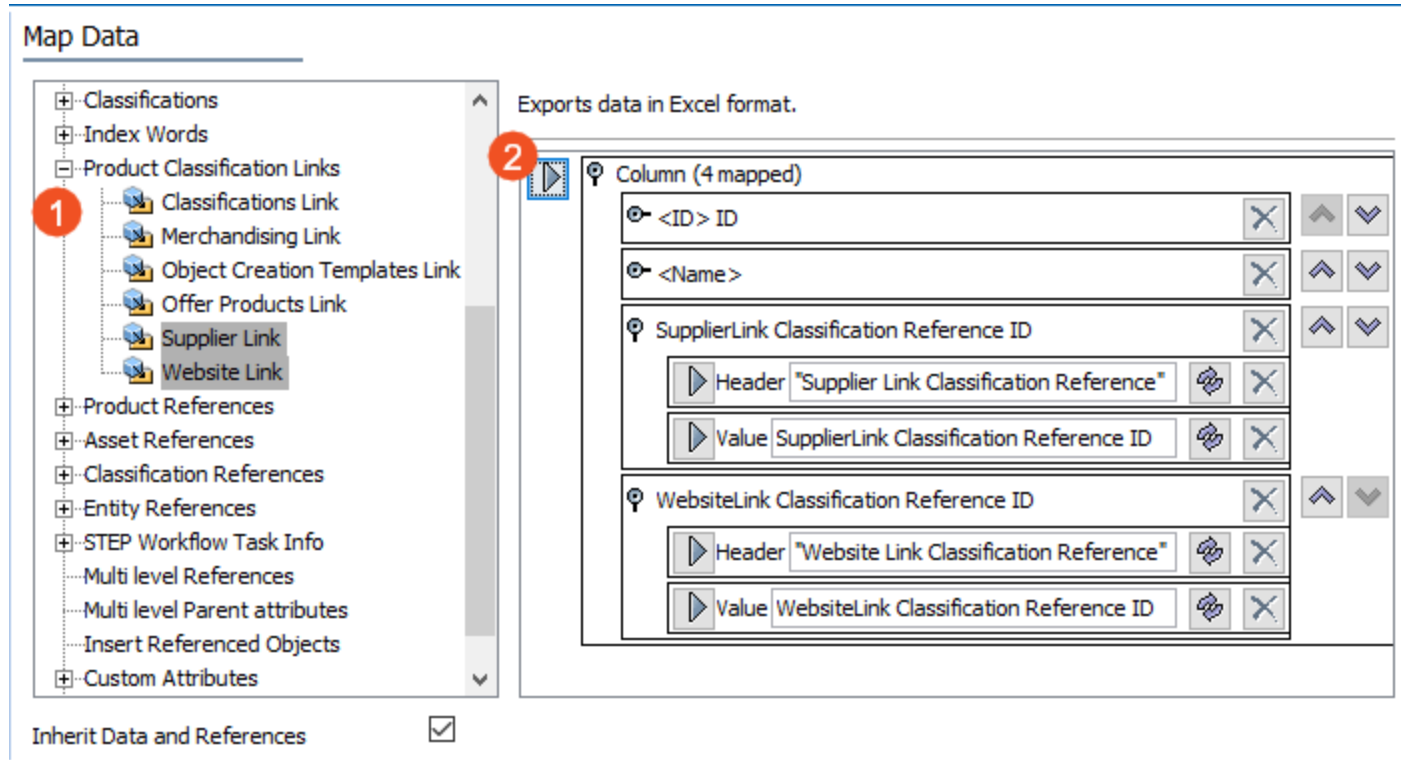 Map Data
Classifications
Index Words
Product Classification Links
1
Classifications Link
Merchandising Link
Object Creation Templates Link
Offer Products Link
Supplier Link
Website Link
Product References
Asset References
Classification References
Entity References
STEP Workflow Task Info
Multi level References
Multi level Parent attributes
Insert Referenced Objects
Custom Attributes
Inherit Data and References
Exports data in Excel format.
2
Column (4 mapped)
<ID> ID
<Name>
SupplierLink Classification Reference ID
Header "Supplier Link Classification Reference"
Value SupplierLink Classification Reference ID
WebsiteLink Classification Reference ID
Header "Website Link Classification Reference"
Value WebsiteLink Classification Reference ID